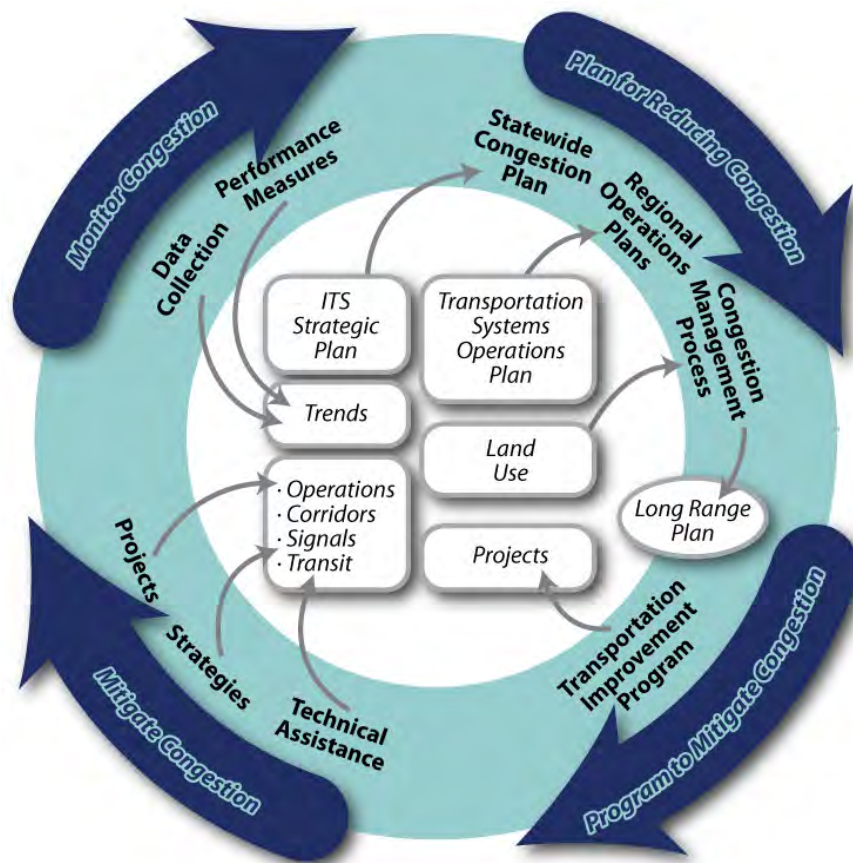 Monitor Congestion
Plan for Reducing Congestion
Performance
Measures
Data
Collection
Statewide
Congestion
Plan
Regional
Operations
Plans
Congestion
Management
Process
ITS
Strategic
Plan
Transportation
Systems
Operations
Plan
Trends
Land
Use
· Operations
· Corridors
· Signals
· Transit
Projects
Long Range
Plan
Projects
Strategies
Technical
Assistance
Transportation
Improvement
Program
Mitigate Congestion
Program to Mitigate Congestion